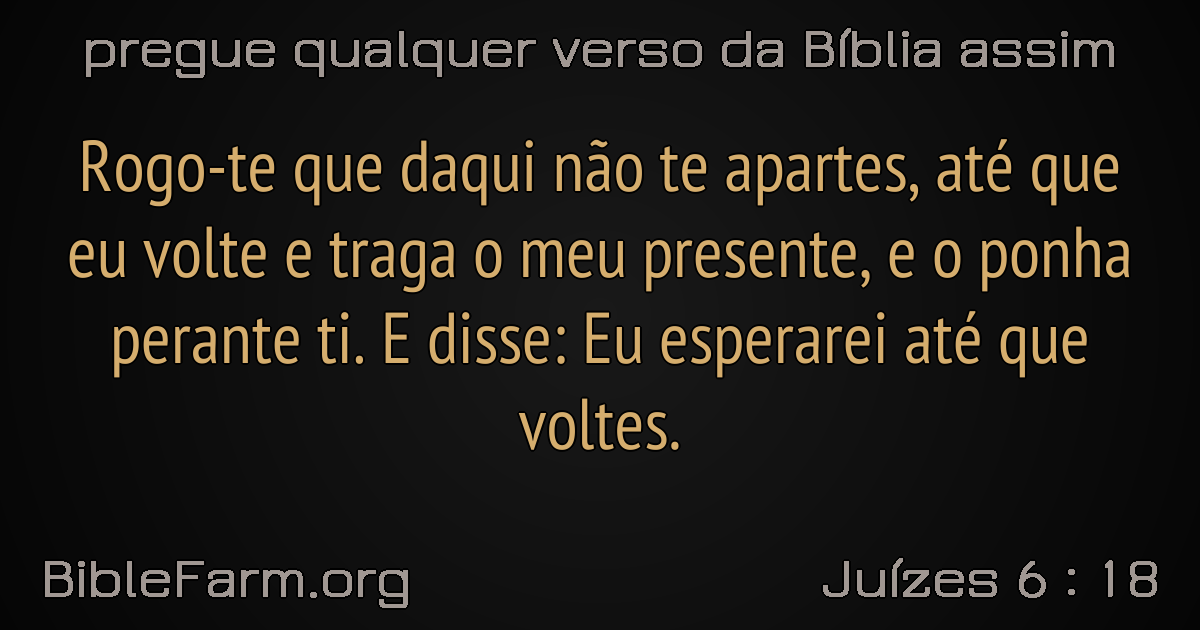 pregue qualquer verso da Bíblia assim
Rogo-te que daqui não te apartes, até que
eu volte e traga o meu presente, e o ponha
perante ti. E disse: Eu esperarei até que
voltes.
BibleFarm.org
Juízes 6 : 18